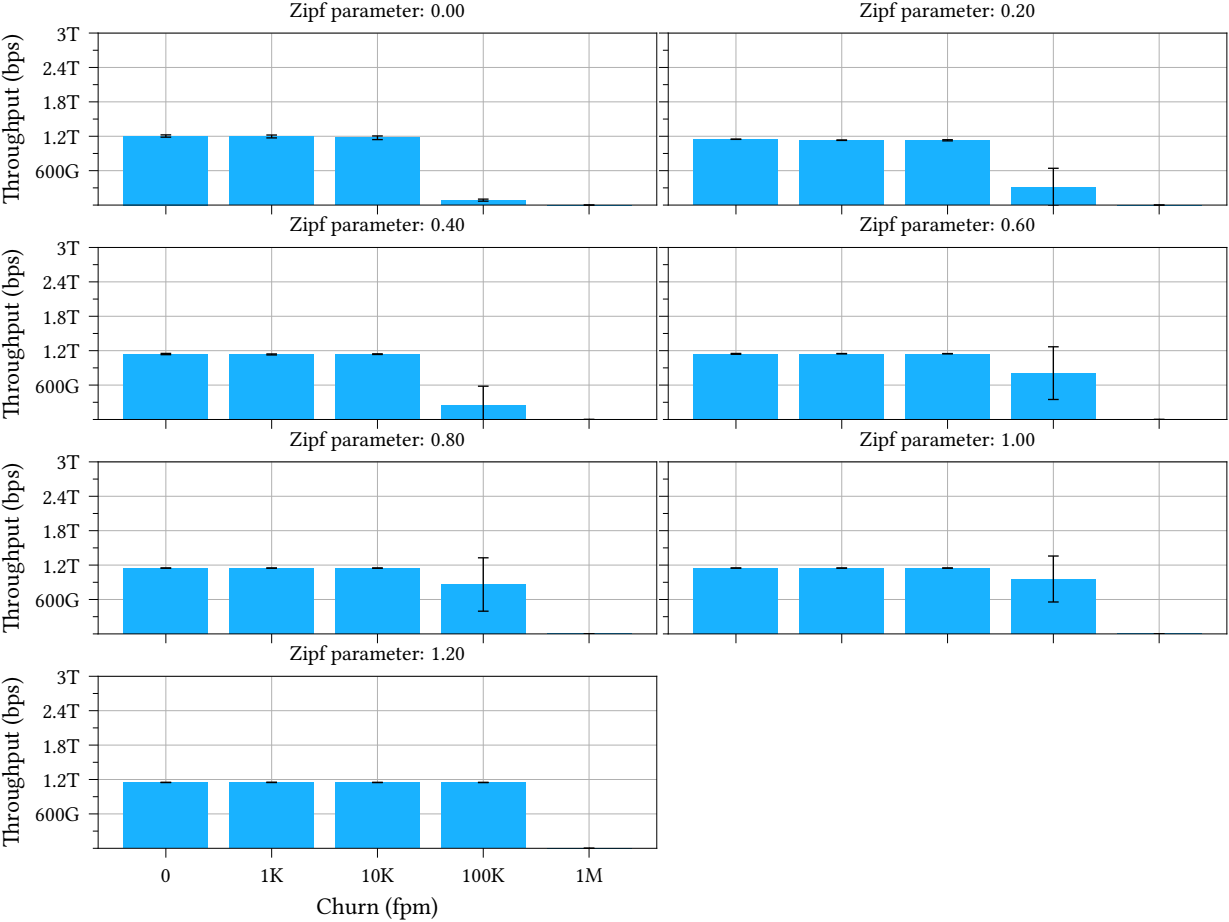 Zipf parameter: 0.00
Zipf parameter: 0.20
Throughput (bps)
3T
2.4T
1.8T
1.2T
600G
Zipf parameter: 0.40
Zipf parameter: 0.60
Throughput (bps)
3T
2.4T
1.8T
1.2T
600G
Zipf parameter: 0.80
Zipf parameter: 1.00
Throughput (bps)
3T
2.4T
1.8T
1.2T
600G
Zipf parameter: 1.20
Throughput (bps)
3T
2.4T
1.8T
1.2T
600G
0 1K 10K 100K 1M
Churn (fpm)